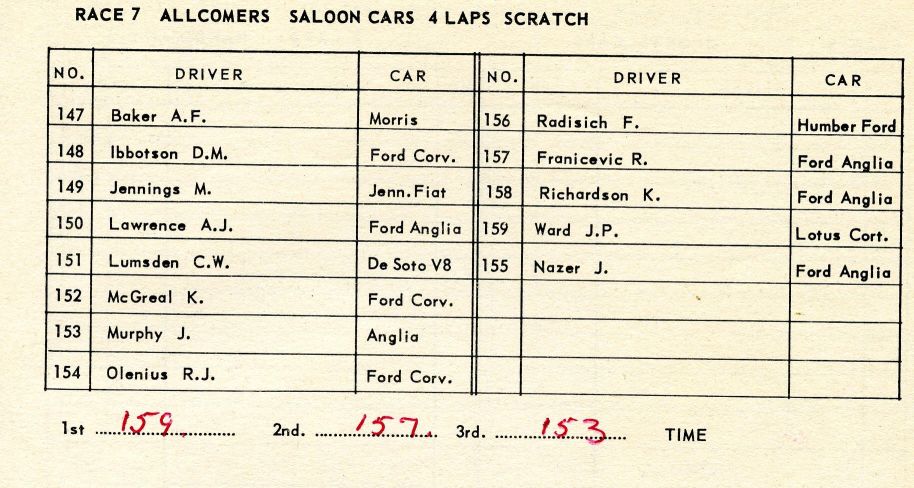 RACE 7 ALLCOMERS SALOON CARS 4 LAPS SCRATCH
NO. DRIVER CAR NO. DRIVER CAR
147 Baker A.F. Morris 156 Radisich F. Humber Ford
148 Ibbotson D.M. Ford Corv. 157 Franicevic R. Ford Anglia
149 Jennings M. Jenn.Fiat 158 Richardson K. Ford Anglia
150 Lawrence A.J. Ford Anglia 159 Ward J.P. Lotus Cort.
151 Lumsden C.W. De Soto V8 155 Nazer J. Ford Anglia
152 McGreal K. Ford Corv.
153 Murphy J. Anglia
154 Olenius R.J. Ford Corv.
1st 159. 2nd. 157. 3rd. 153 TIME